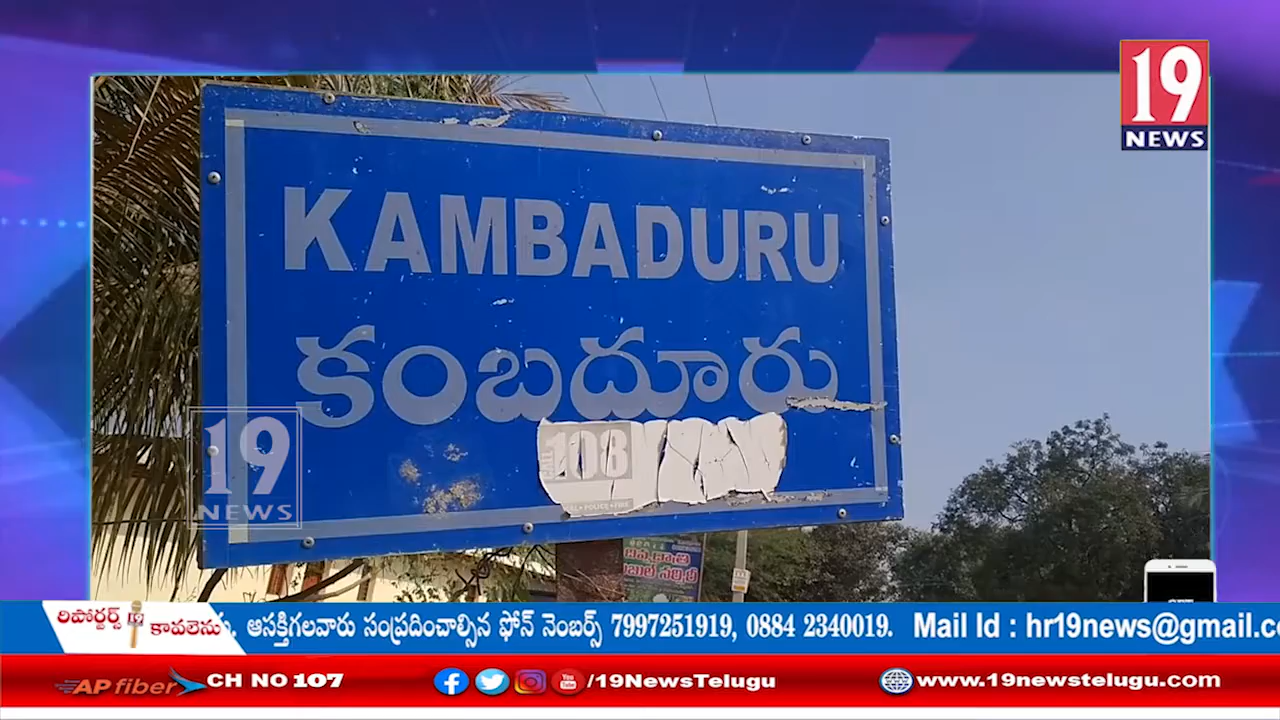 19
NEWS
KAMBADURU
కంబదూరు
108
19
NEWS
రిపోర్టర్స్ 19 కావలెను. ఆసక్తిగలవారు సంప్రదించాల్సిన ఫోన్ నెంబర్స్ 7997251919, 0884 2340019. Mail Id : hr19news@gmail.co
AP fiber CH NO 107 /19NewsTelugu www.19newstelugu.com